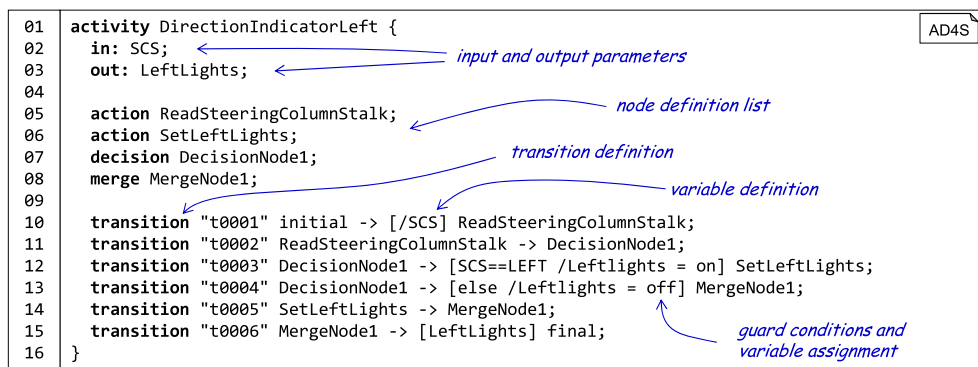 01 activity DirectionIndicatorLeft {
AD4S
02 in: SCS;
input and output parameters
03 out: LeftLights;
04
05 action ReadSteeringColumnStalk;
node definition list
06 action SetLeftLights;
07 decision DecisionNode1;
transition definition
08 merge MergeNode1;
variable definition
09
10 transition "t0001" initial -> [/SCS] ReadSteeringColumnStalk;
11 transition "t0002" ReadSteeringColumnStalk -> DecisionNode1;
12 transition "t0003" DecisionNode1 -> [SCS==LEFT /Leftlights = on] SetLeftLights;
13 transition "t0004" DecisionNode1 -> [else /Leftlights = off] MergeNode1;
14 transition "t0005" SetLeftLights -> MergeNode1;
15 transition "t0006" MergeNode1 -> [LeftLights] final;
16 }
guard conditions and
variable assignment